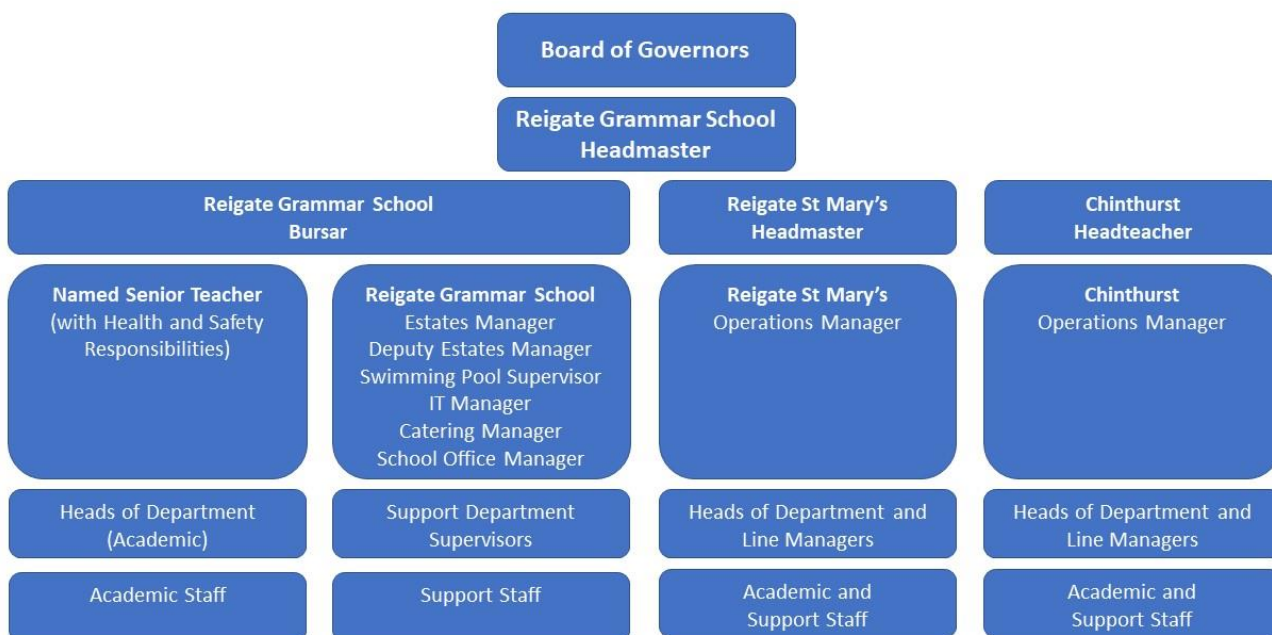 Board of Governors
Reigate Grammar School
Headmaster
Reigate Grammar School
Bursar
Reigate St Mary's
Headmaster
Chinthurst
Headteacher
Named Senior Teacher
(with Health and Safety
Responsibilities)
Reigate Grammar School
Estates Manager
Deputy Estates Manager
Swimming Pool Supervisor
IT Manager
Catering Manager
School Office Manager
Reigate St Mary's
Operations Manager
Chinthurst
Operations Manager
Heads of Department
(Academic)
Support Department
Supervisors
Heads of Department and
Line Managers
Heads of Department and
Line Managers
Academic Staff
Support Staff
Academic and
Support Staff
Academic and
Support Staff